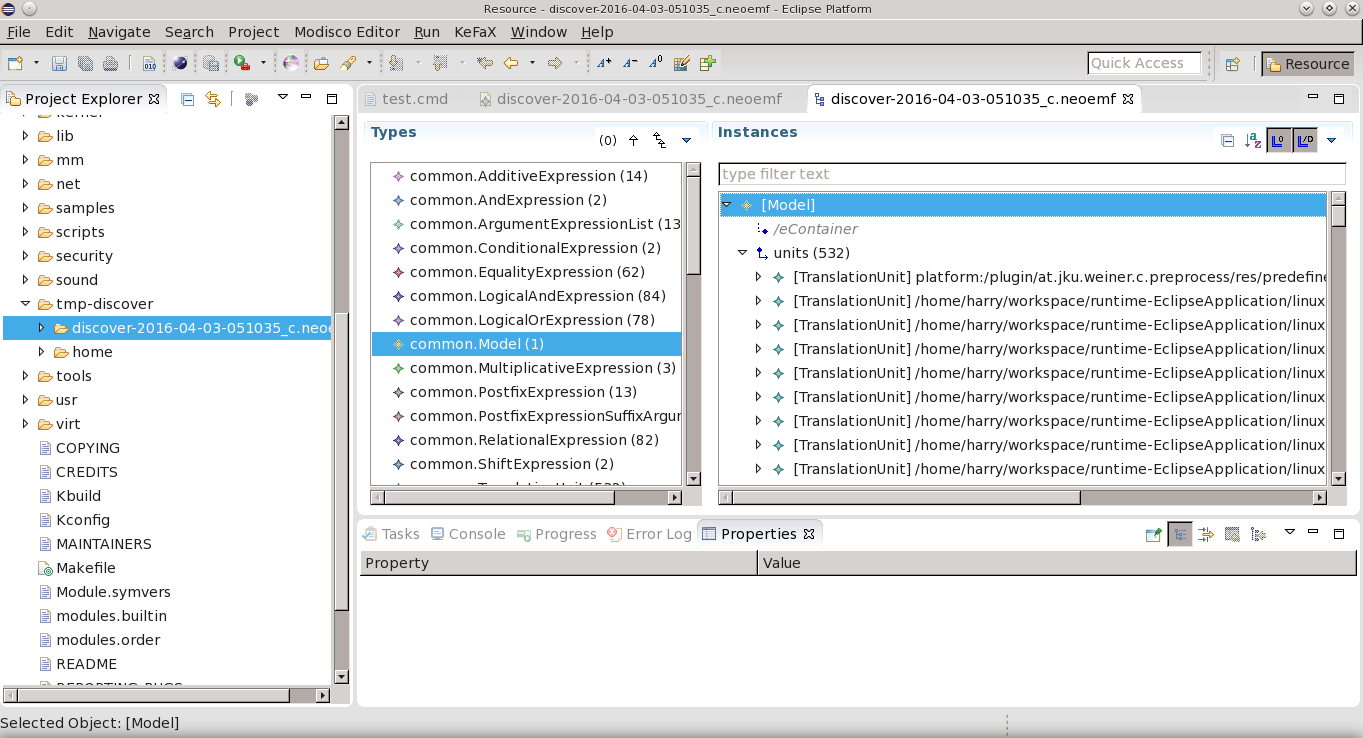 Resource - discover-2016-04-03-051035_c.neoemf - Eclipse Platform
File Edit Navigate Search Project Modisco Editor Run KeFaX Window Help
Quick Access
Resource
Project Explorer
kernel
lib
mm
net
samples
scripts
security
sound
tmp-discover
discover-2016-04-03-051035_c.neoe
home
tools
usr
virt
COPYING
CREDITS
Kbuild
Kconfig
MAINTAINERS
Makefile
Module.symvers
modules.builtin
modules.order
README
REPORTING-BUGS
test.cmd
discover-2016-04-03-051035_c.neoemf
discover-2016-04-03-051035_c.neoemf
Types
(0)
common.AdditiveExpression (14)
common.AndExpression (2)
common.ArgumentExpressionList (13
common.ConditionalExpression (2)
common.EqualityExpression (62)
common.LogicalAndExpression (84)
common.LogicalOrExpression (78)
common.Model (1)
common.MultiplicativeExpression (3)
common.PostfixExpression (13)
common.PostfixExpressionSuffixArgur
common.RelationalExpression (82)
common.ShiftExpression (2)
common.TranslationUnit (532)
Instances
type filter text
[Model]
/eContainer
units (532)
[TranslationUnit] platform:/plugin/at.jku.weiner.c.preprocess/res/predefine
[TranslationUnit] /home/harry/workspace/runtime-EclipseApplication/linux
[TranslationUnit] /home/harry/workspace/runtime-EclipseApplication/linux
[TranslationUnit] /home/harry/workspace/runtime-EclipseApplication/linux
[TranslationUnit] /home/harry/workspace/runtime-EclipseApplication/linux
[TranslationUnit] /home/harry/workspace/runtime-EclipseApplication/linux
[TranslationUnit] /home/harry/workspace/runtime-EclipseApplication/linux
[TranslationUnit] /home/harry/workspace/runtime-EclipseApplication/linux
[TranslationUnit] /home/harry/workspace/runtime-EclipseApplication/linux
Tasks
Console
Progress
Error Log
Properties
Property
Value
Selected Object: [Model]